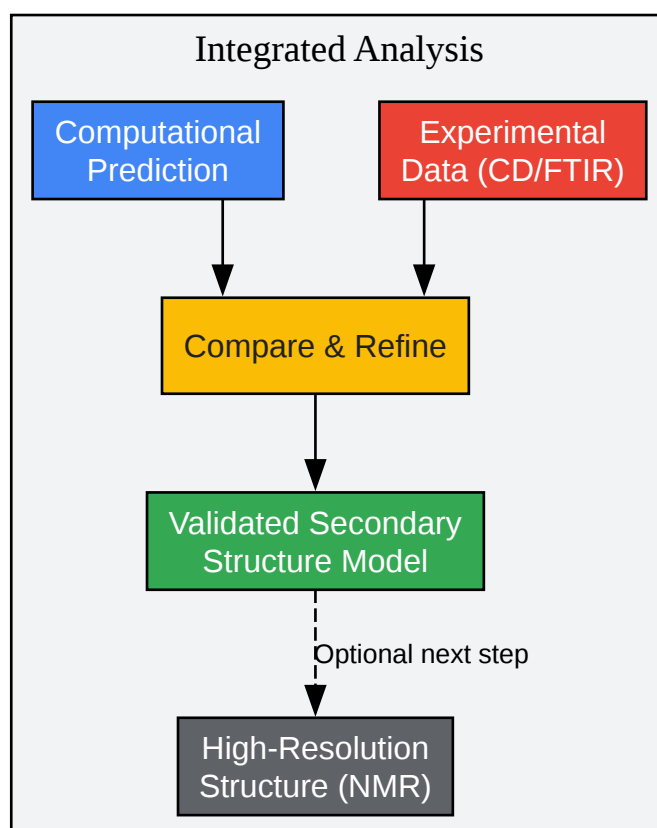 Integrated Analysis
Computational
Prediction
Experimental
Data (CD/FTIR)
Compare & Refine
Validated Secondary
Structure Model
Optional next step
High-Resolution
Structure (NMR)